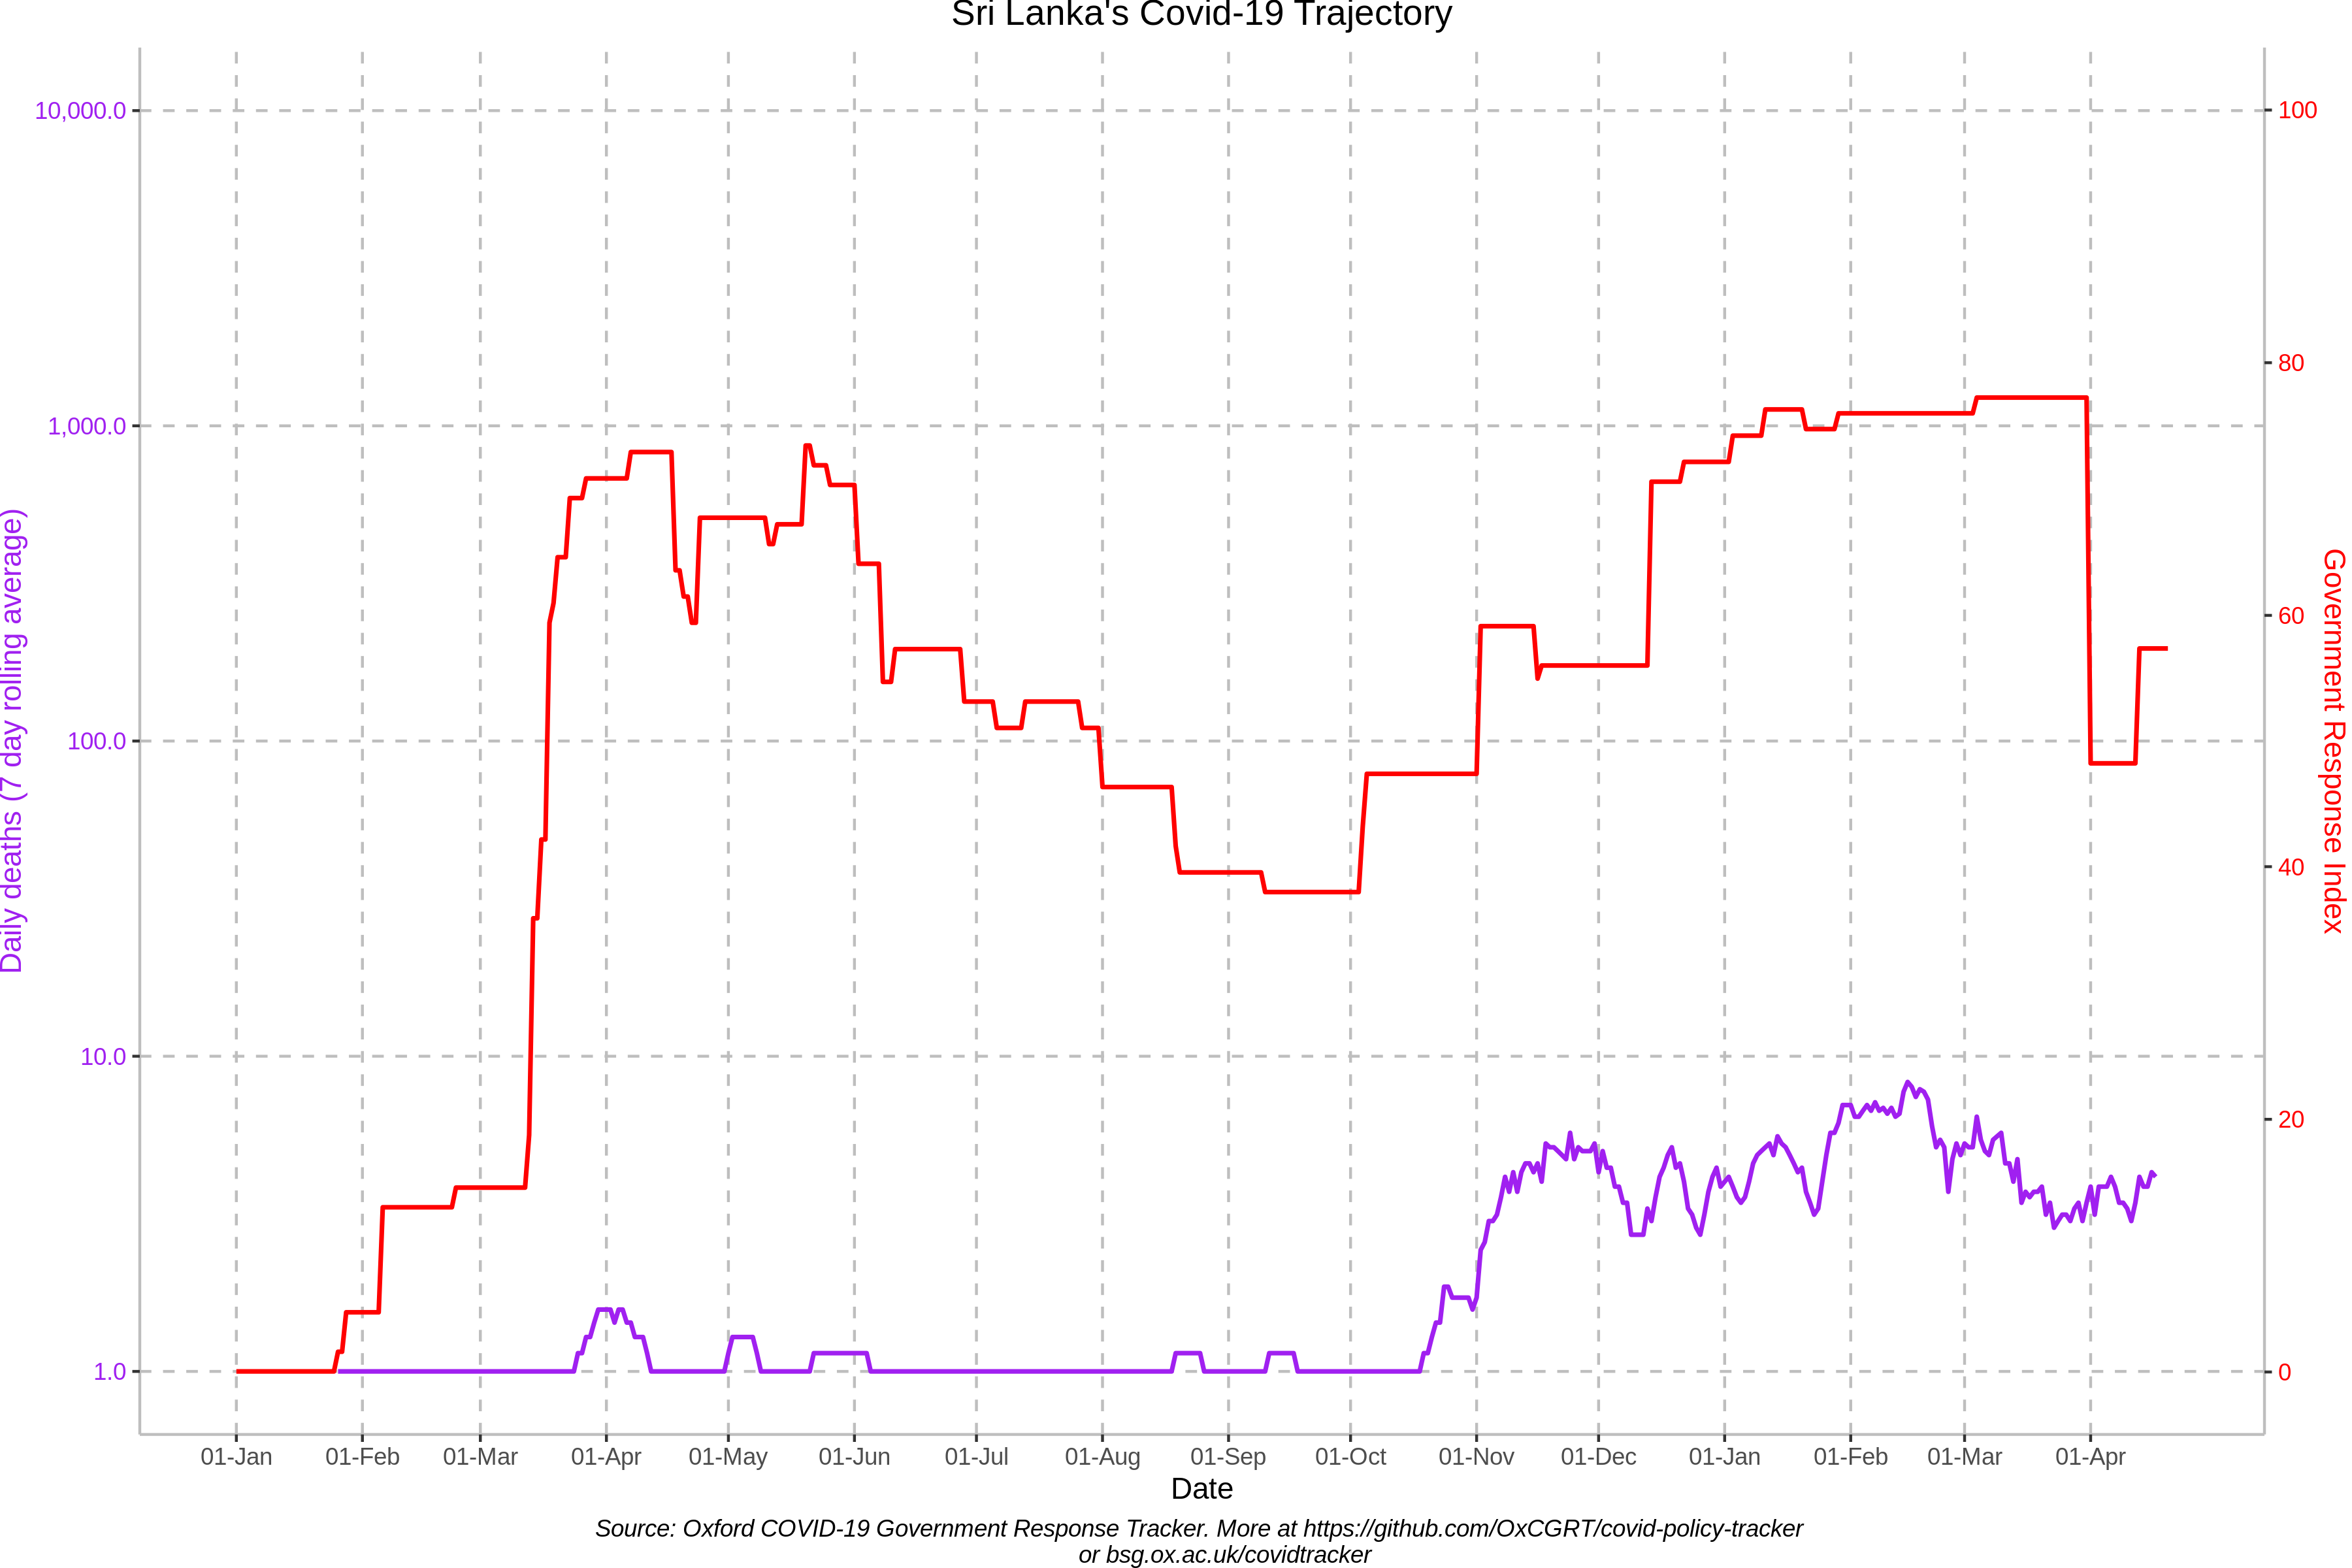 Sri Lanka's Covid-19 Trajectory
10,000.0
1,000.0
100.0
10.0
1.0
Daily deaths (7 day rolling average)
100
80
60
40
20
0
Government Response Index
01-Jan 01-Feb 01-Mar 01-Apr 01-May 01-Jun 01-Jul 01-Aug 01-Sep 01-Oct 01-Nov 01-Dec 01-Jan 01-Feb 01-Mar 01-Apr
Date
Source: Oxford COVID-19 Government Response Tracker. More at https://github.com/OxCGRT/covid-policy-tracker
or bsg.ox.ac.uk/covidtracker